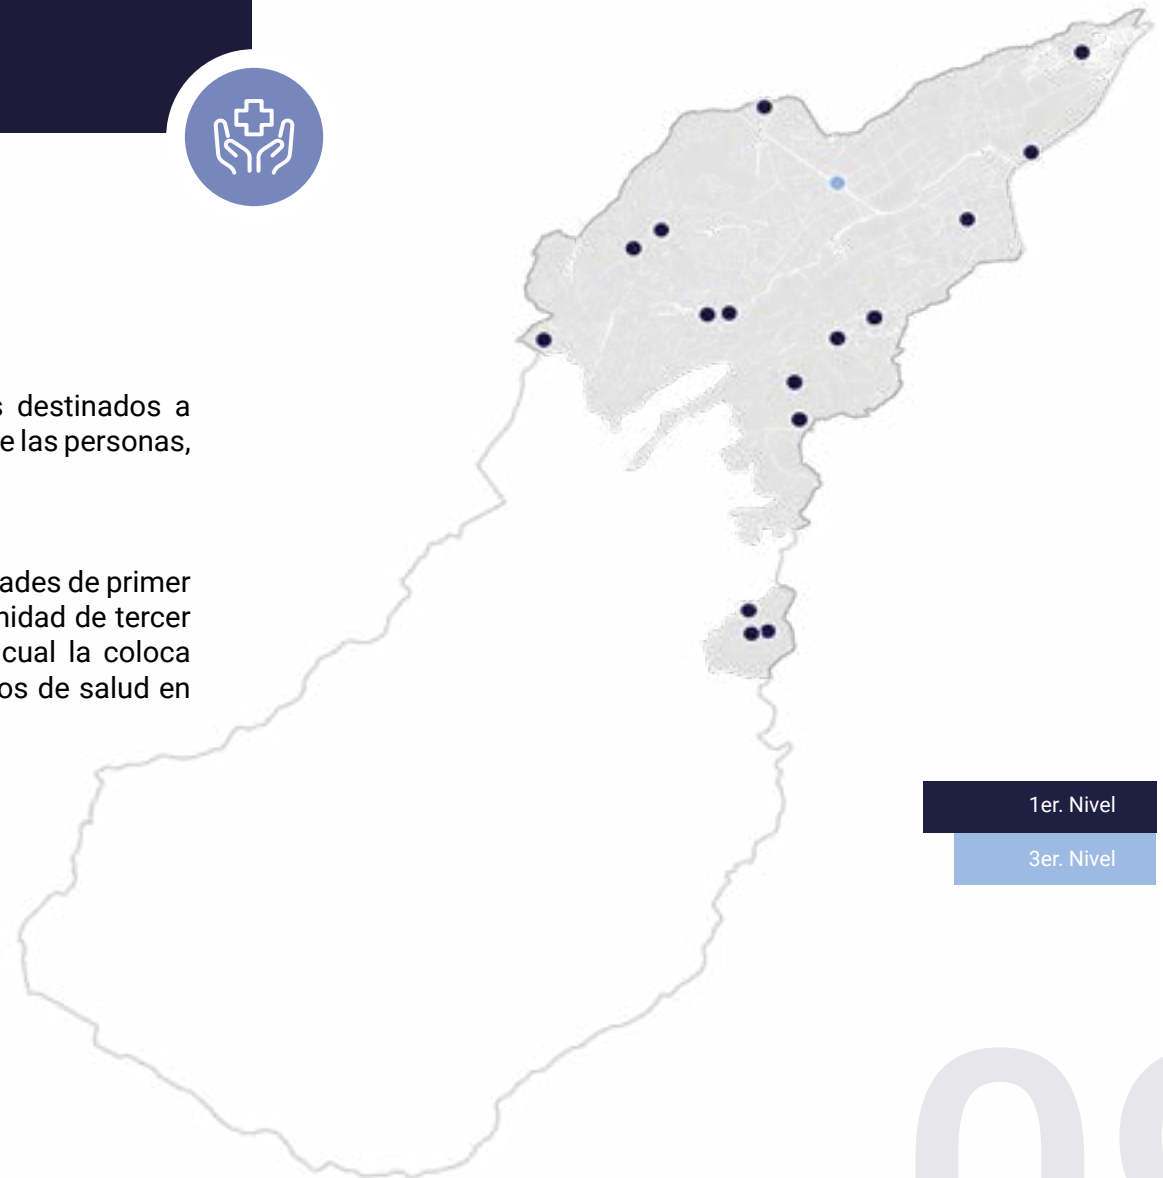 destinados a
e las personas,
ades de primer
nidad de tercer
cual la coloca
os de salud en
1er. Nivel
3er. Nivel